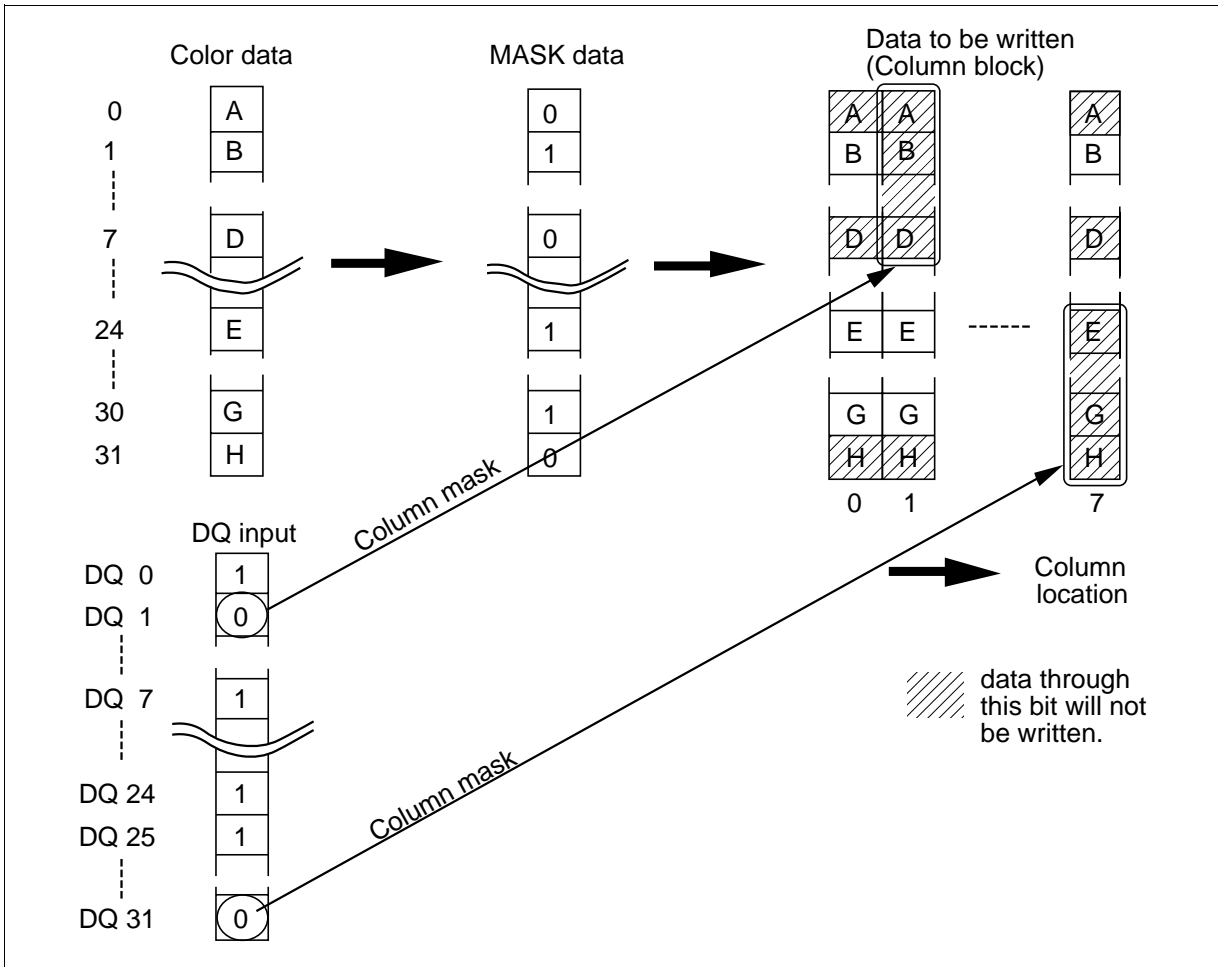 Color data
MASK data
Data to be written
(Column block)
0 A 0 A A A
1 B 1 B B B
7 D 0 D D D
24 E 1 E E E
30 G 1 G G G
31 H 0 H H H
0 1 7
Column mask
DQ input
DQ 0 1
DQ 1 0
DQ 7 1
DQ 24 1
DQ 25 1
DQ 31 0
Column mask
Column
location
data through
this bit will not
be written.